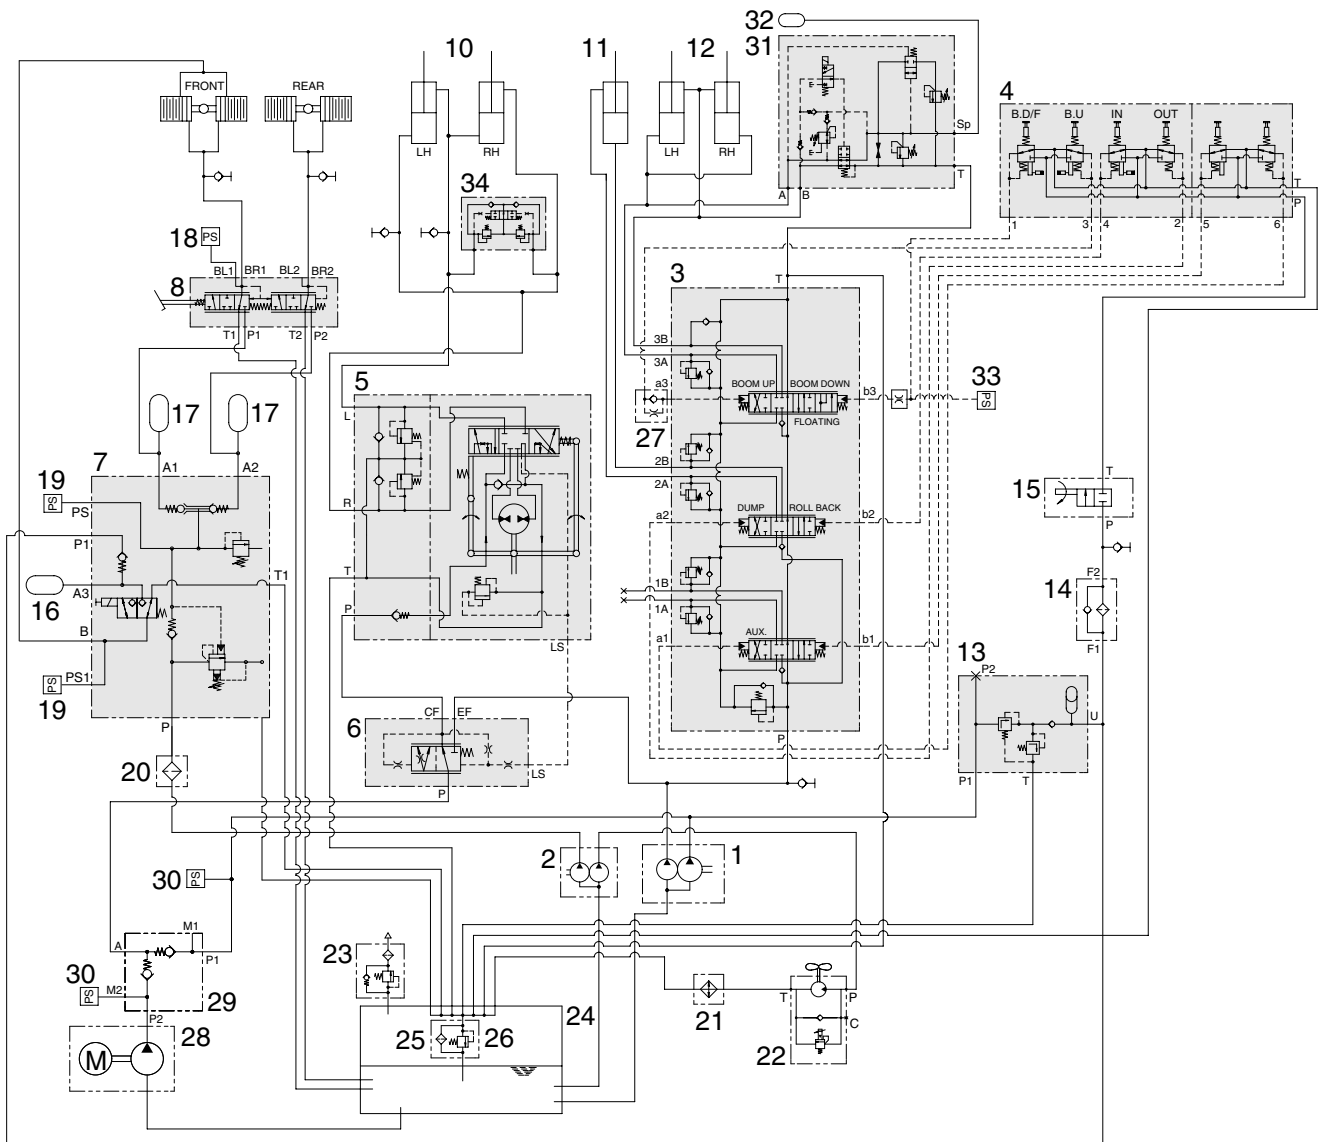 32
10 11 12 31
4
FRONT REAR
B.D/F B.U IN OUT
Sp
LH RH LH RH
34
T
A B
T
P
1 3 4 2 5 6
18 PS
BL1 BR1 BL2 BR2
8
3
T
T1 P1 T2 P2
3B
3A
5
a3 BOOM UP BOOM DOWN b3
33
PS
17 17
L
FLOATING
27
A1 A2
7
2B
T
19
PS
PS
2A
15
R
DUMP ROLL BACK
a2 b2
P1
P
T
F2
T1
1B
14
16
A3
P
1A
B
AUX.
a1 b1
LS
F1
13
P2
PS
PS1
19
CF EF
U
6
P
P
20
LS
P
P1 T
2 1
30 PS
M1
A
P1
23
30
PS
M2
29
24
T P
21
C
P2
28
25 26
22
M